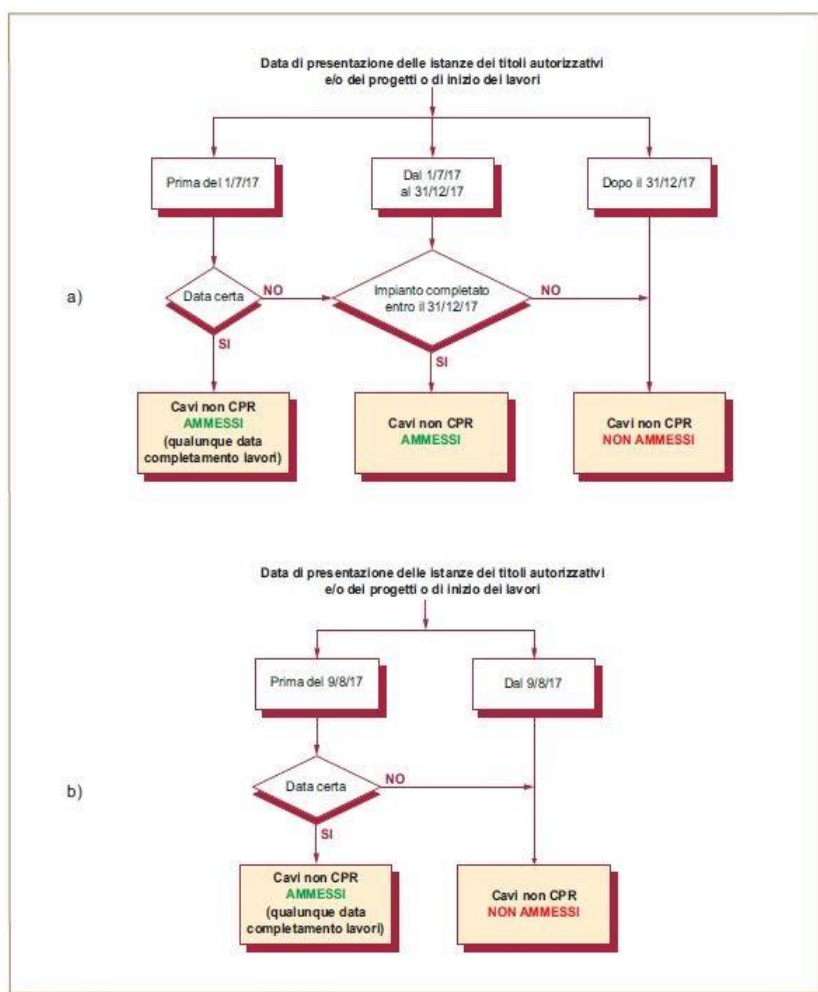 Data di presentazione delle istanze dei titoli autorizzativi
e/o dei progetti o di inizio dei lavori
Prima del 1/7/17
Dal 1/7/17
al 31/12/17
Dopo il 31/12/17
a)
Data certa
NO
Impianto completato
entro il 31/12/17
NO
SI
SI
Cavi non CPR
AMMESSI
(qualunque data
completamento lavori)
Cavi non CPR
AMMESSI
Cavi non CPR
NON AMMESSI
Data di presentazione delle istanze dei titoli autorizzativi
e/o dei progetti o di inizio dei lavori
Prima del 9/8/17
Dal 9/8/17
b)
Data certa
NO
SI
Cavi non CPR
AMMESSI
(qualunque data
completamento lavori)
Cavi non CPR
NON AMMESSI